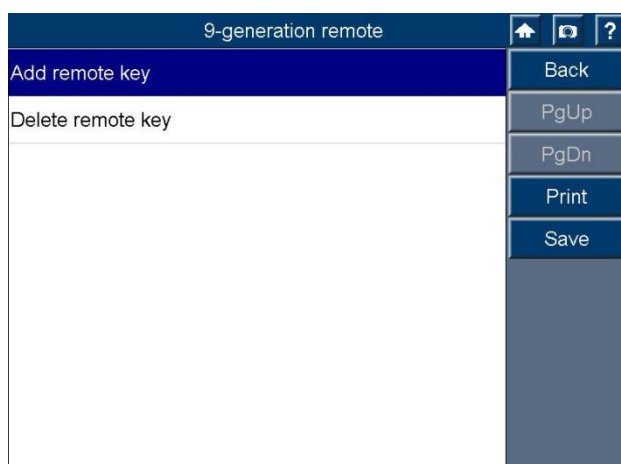 9-generation remote ?
Add remote key
Delete remote key
Back
PgUp
PgDn
Print
Save